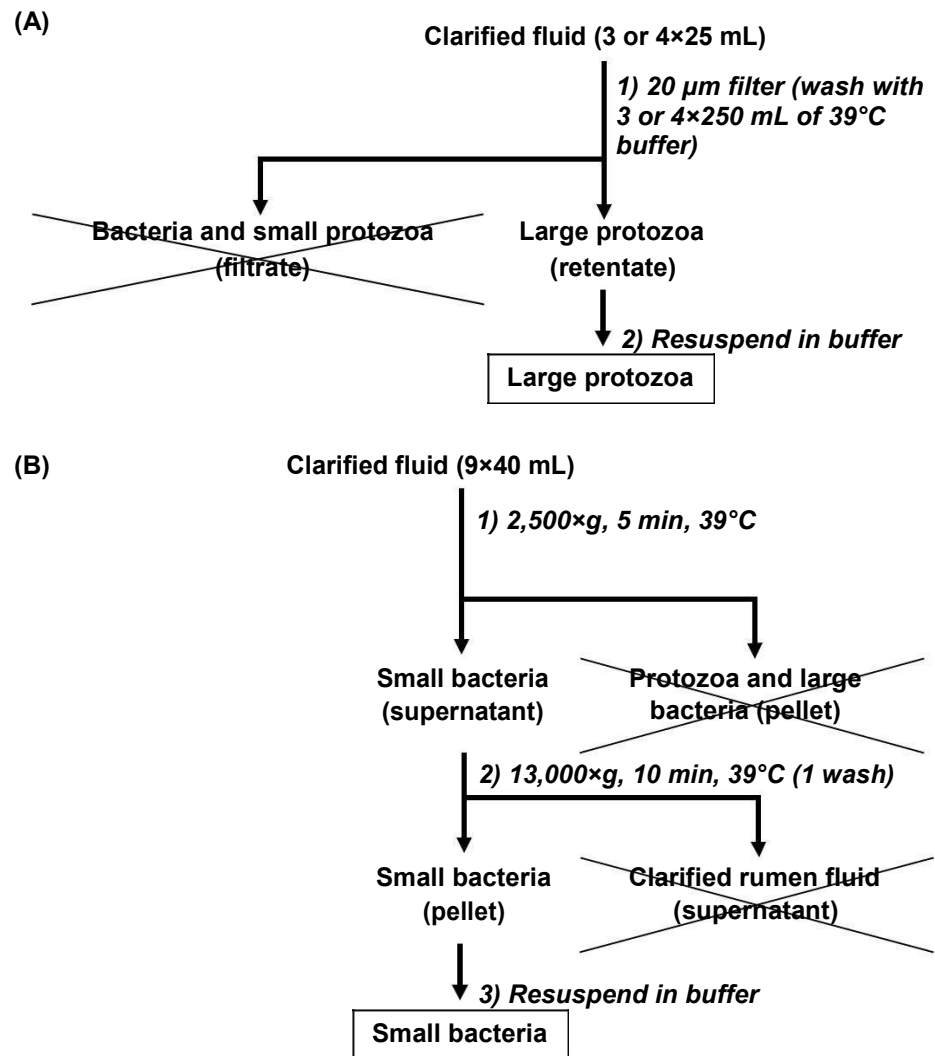 (A)
Clarified fluid (3 or 4×25 mL)
1) 20 µm filter (wash with
3 or 4×250 mL of 39°C
buffer)
Bacteria and small protozoa
(filtrate)
Large protozoa
(retentate)
2) Resuspend in buffer
Large protozoa
(B)
Clarified fluid (9×40 mL)
1) 2,500×g, 5 min, 39°C
Small bacteria
(supernatant)
Protozoa and large
bacteria (pellet)
2) 13,000×g, 10 min, 39°C (1 wash)
Small bacteria
(pellet)
Clarified rumen fluid
(supernatant)
3) Resuspend in buffer
Small bacteria